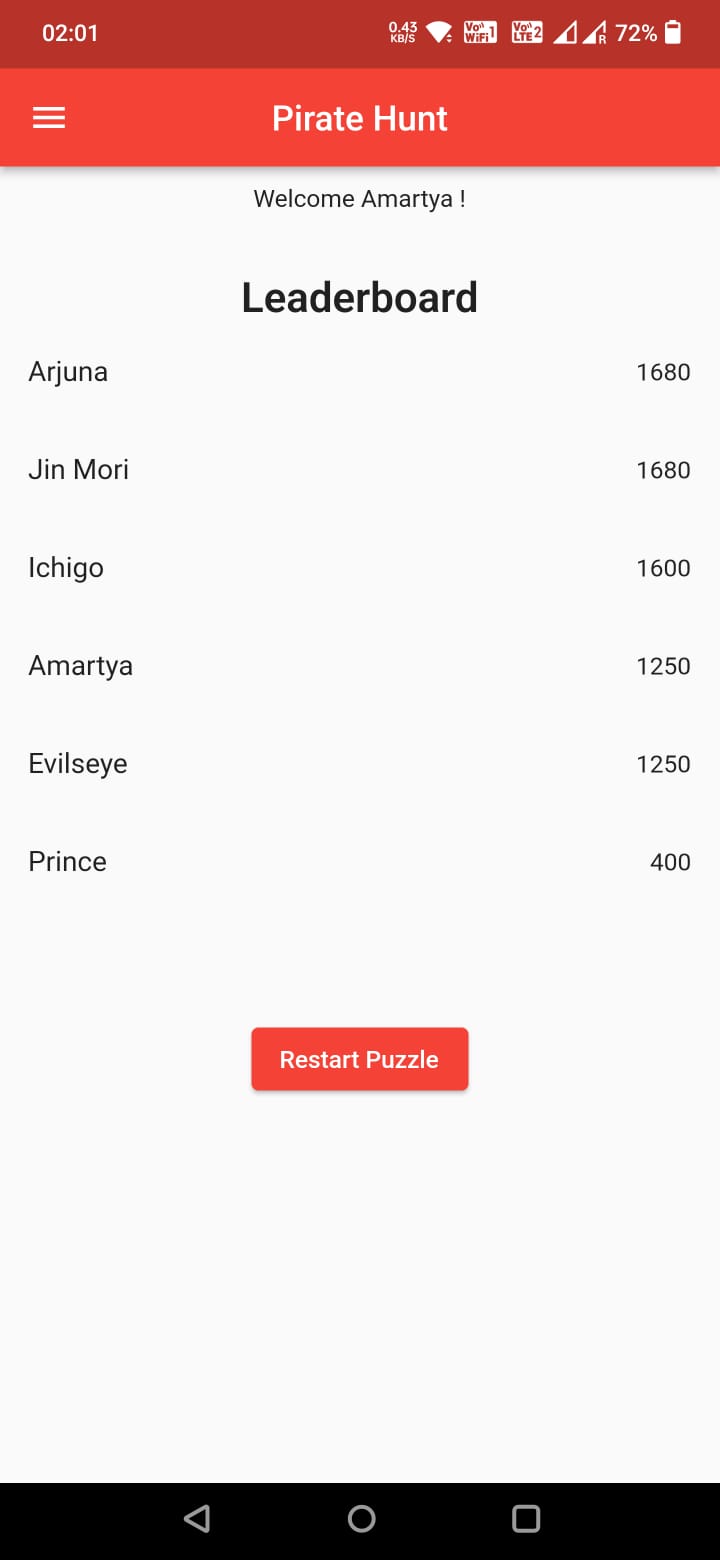 02:01 0.43 KB/S Vo)) WiFi 1 Vo)) LTE 2 R 72%
Pirate Hunt
Welcome Amartya !
Leaderboard
Arjuna 1680
Jin Mori 1680
Ichigo 1600
Amartya 1250
Evilseye 1250
Prince 400
Restart Puzzle